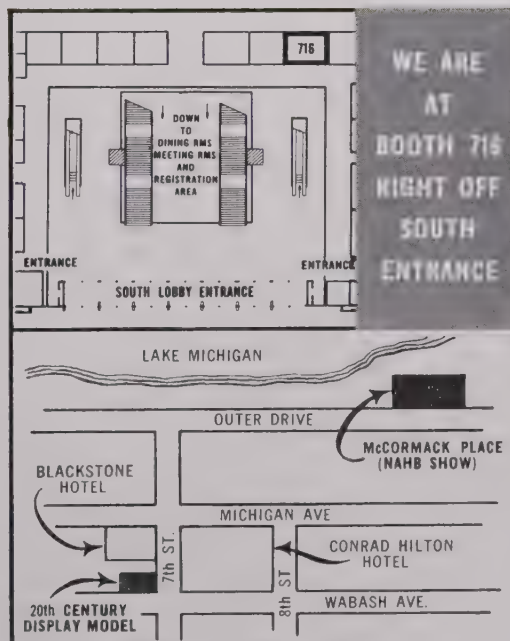 716
DOWN
TO
DINING RMS
MEETING RMS
AND
REGISTRATION
AREA
ENTRANCE
ENTRANCE
SOUTH LOBBY ENTRANCE
WE ARE
AT
BOOTH 716
RIGHT OFF
SOUTH
ENTRANCE
LAKE MICHIGAN
OUTER DRIVE
McCORMACK PLACE
(NAHB SHOW)
BLACKSTONE
HOTEL
MICHIGAN AVE
7th ST.
CONRAD HILTON
HOTEL
8th ST
20th CENTURY
DISPLAY MODEL
WABASH AVE.